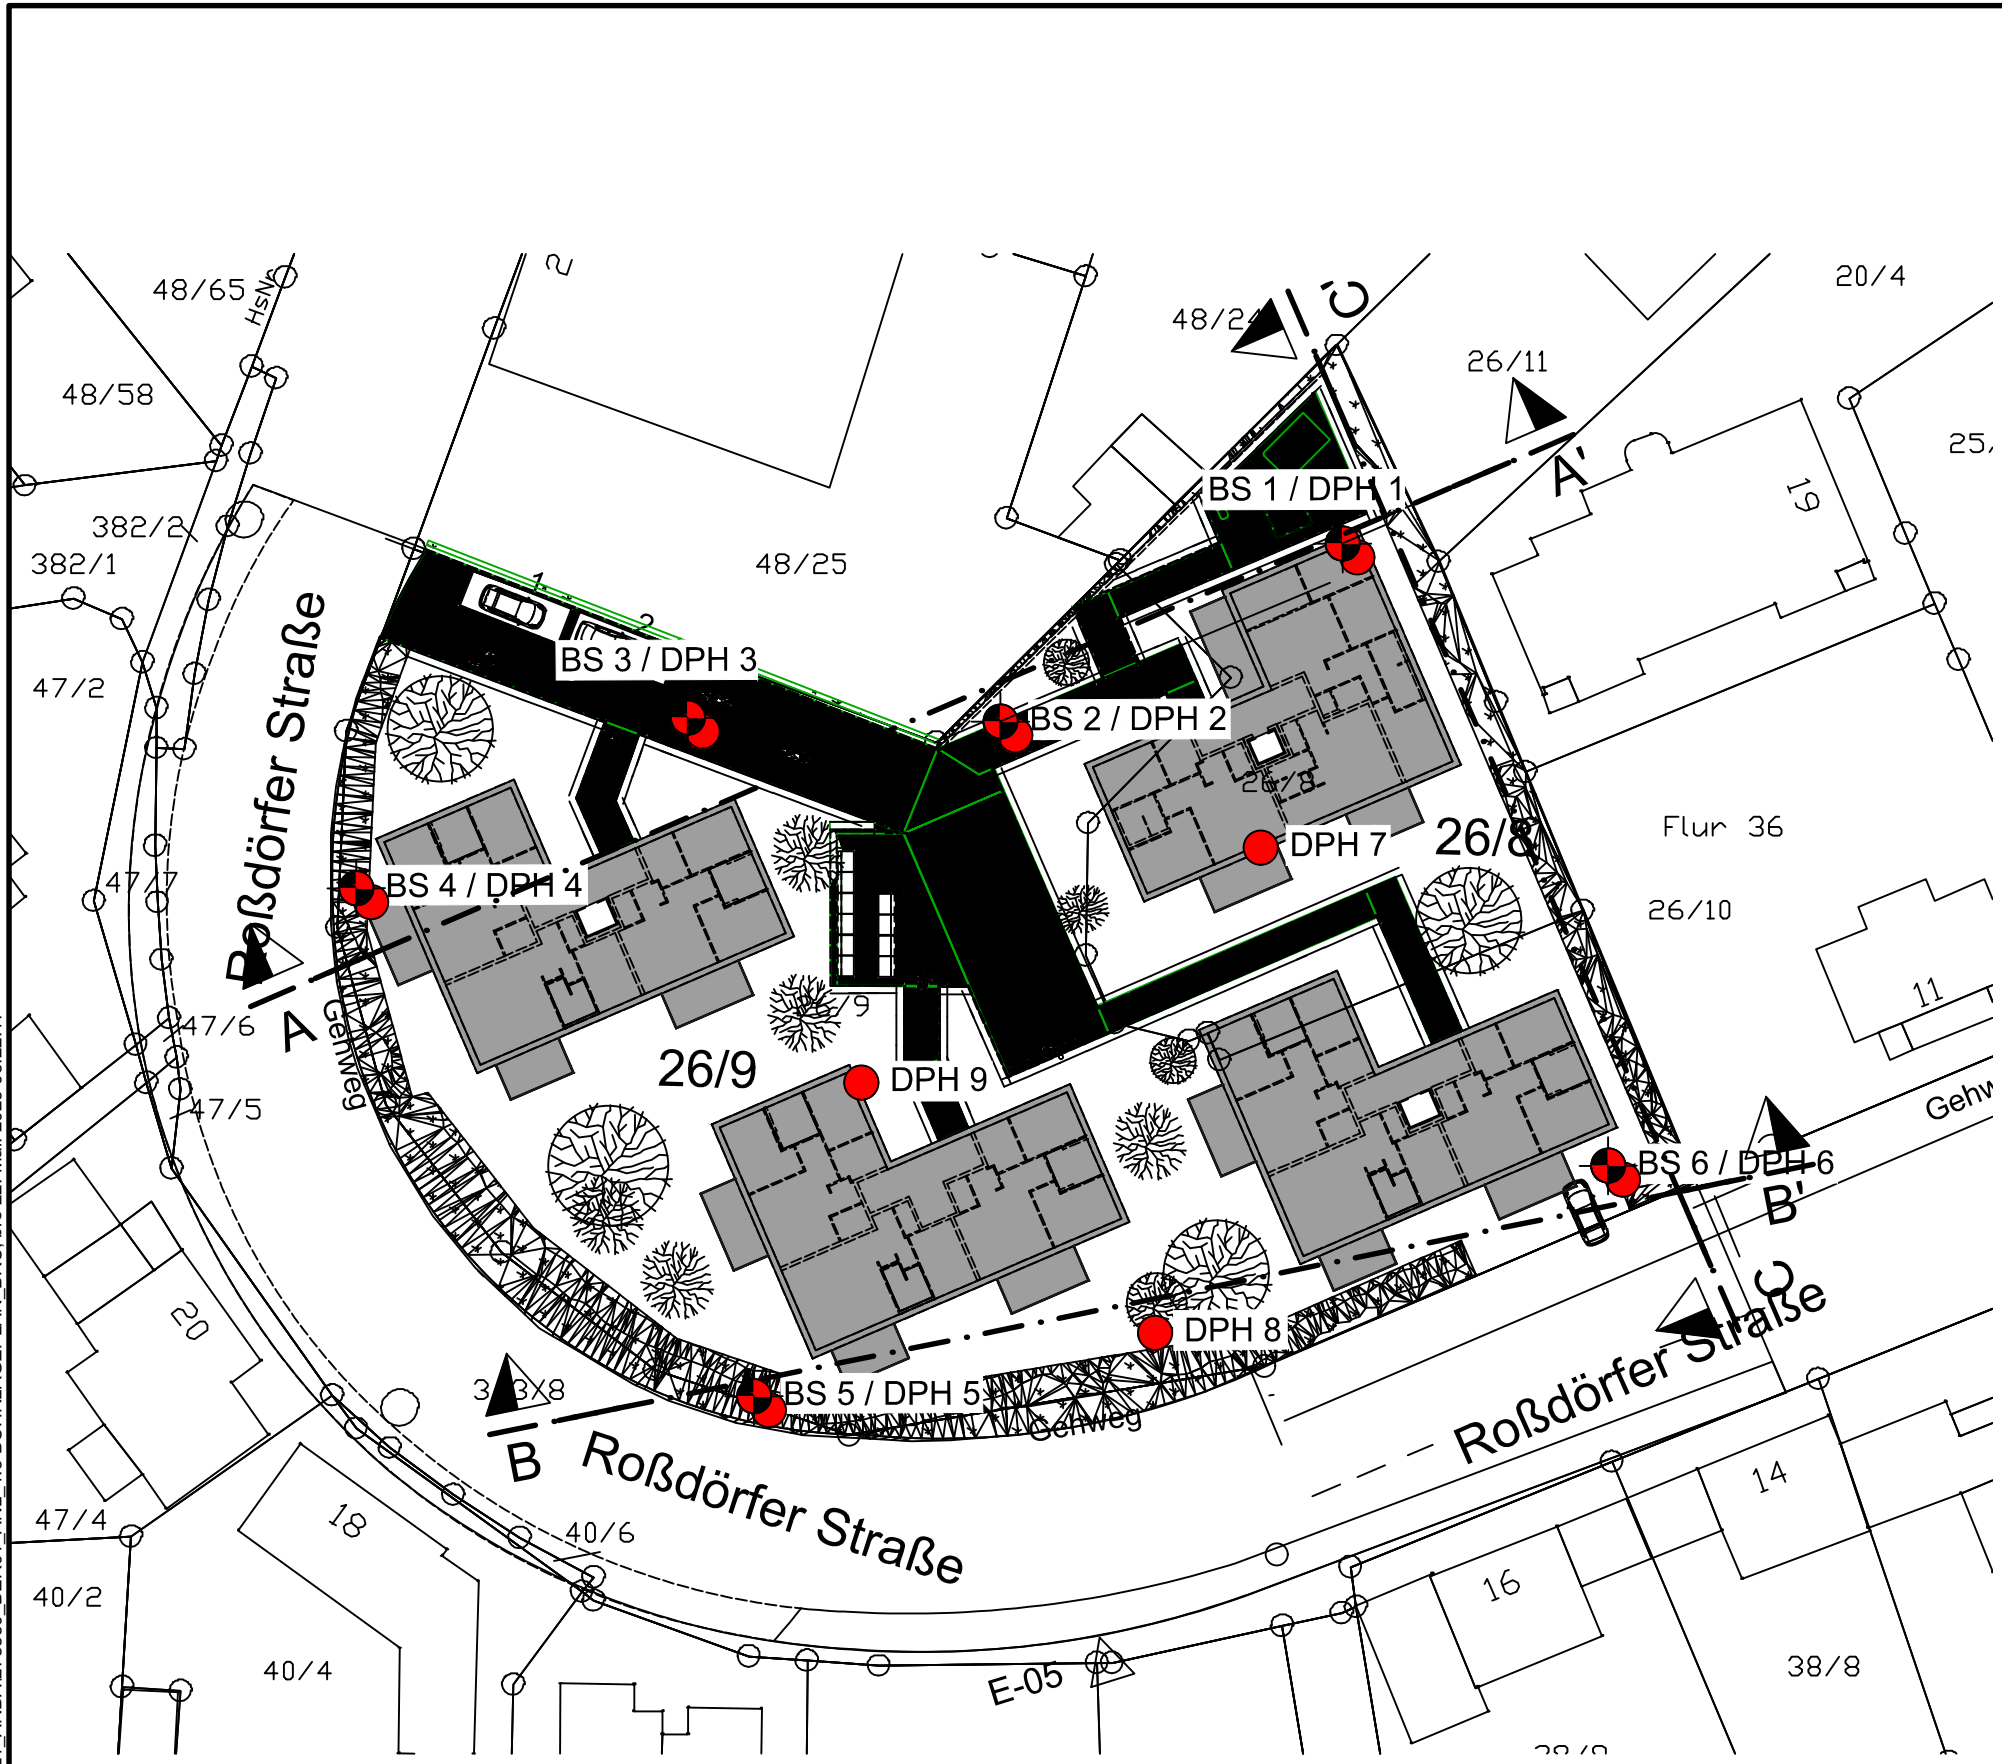 48/65
HsNr.
2
48/24
20/4
26/11
C'
48/58
A'
25/
19
BS 1 / DPH 1
382/2
382/1
48/25
1
2
BS 3 / DPH 3
47/2
Roßdörfer Straße
BS 2 / DPH 2
26/8
26/8
DPH 7
Flur 36
47/7
BS 4 / DPH 4
26/10
11
A
Gehweg
47/6
26/9
26/9
DPH 9
47/5
Gehw
BS 6 / DPH 6
B'
C
20
BS 5 / DPH 5
DPH 8
Gehweg
B
Roßdörfer Straße
Roßdörfer Straße
47/4
18
40/6
14
16
40/2
40/4
E-05
38/8